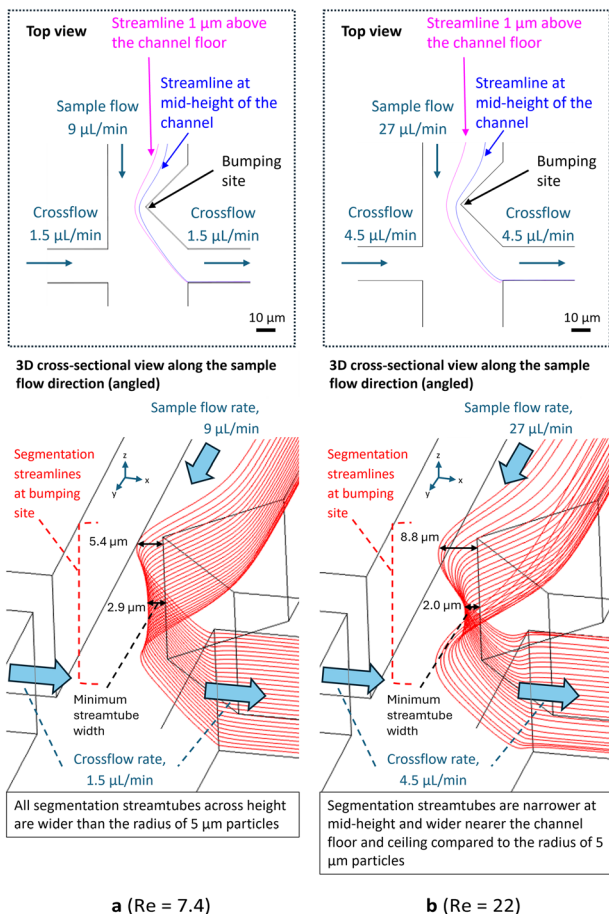 Top view
Streamline 1 µm above
the channel floor
Streamline at
mid-height of the
channel
Sample flow
9 µL/min
Bumping
site
Crossflow
1.5 µL/min
Crossflow
1.5 µL/min
10 µm
3D cross-sectional view along the sample
flow direction (angled)
Sample flow rate,
9 µL/min
Segmentation
streamlines
at bumping
site
z
x
y
5.4 µm
2.9 µm
Minimum
streamtube
width
Crossflow rate,
1.5 µL/min
All segmentation streamtubes across height
are wider than the radius of 5 µm particles
a (Re = 7.4)
Top view
Streamline 1 µm above
the channel floor
Streamline at
mid-height of the
channel
Sample flow
27 µL/min
Bumping
site
Crossflow
4.5 µL/min
Crossflow
4.5 µL/min
10 µm
3D cross-sectional view along the sample
flow direction (angled)
Sample flow rate,
27 µL/min
Segmentation
streamlines
at bumping
site
z
x
y
8.8 µm
2.0 µm
Minimum
streamtube
width
Crossflow rate,
4.5 µL/min
Segmentation streamtubes are narrower at
mid-height and wider nearer the channel
floor and ceiling compared to the radius of 5
µm particles
b (Re = 22)